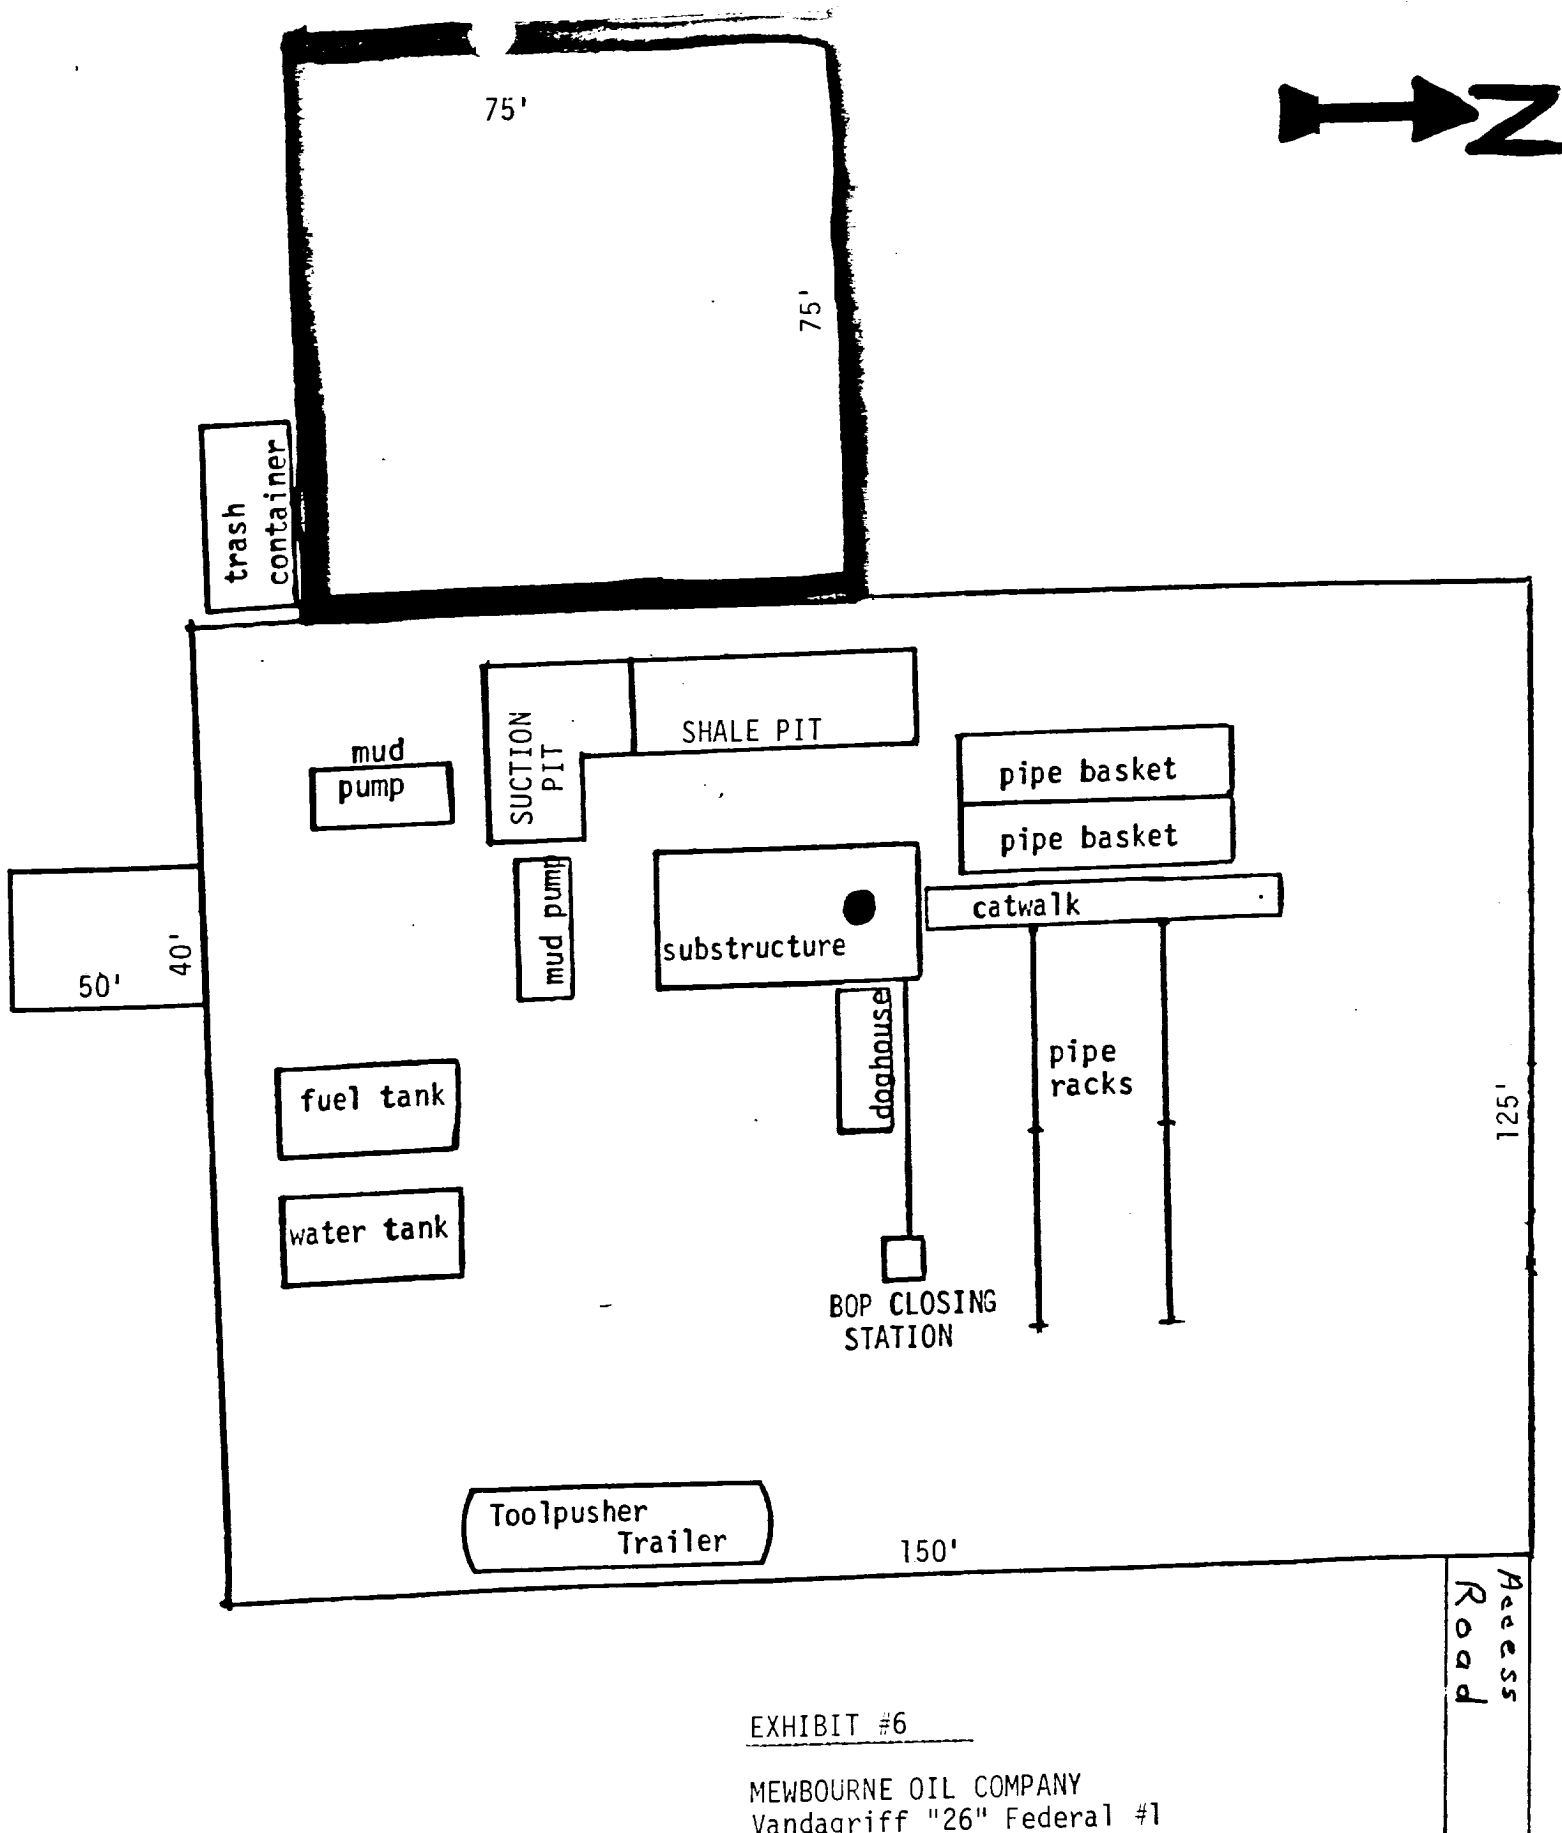 75'
N
75'
trash
container
SUCTION
PIT
SHALE PIT
mud
pump
pipe basket
pipe basket
mud pump
catwalk
substructure
40'
50'
doghouse
pipe
racks
fuel tank
125'
water tank
BOP CLOSING
STATION
Toolpusher
Trailer
150'
Access
Road
EXHIBIT #6
MEWBOURNE OIL COMPANY
Vandagriff "26" Federal #1